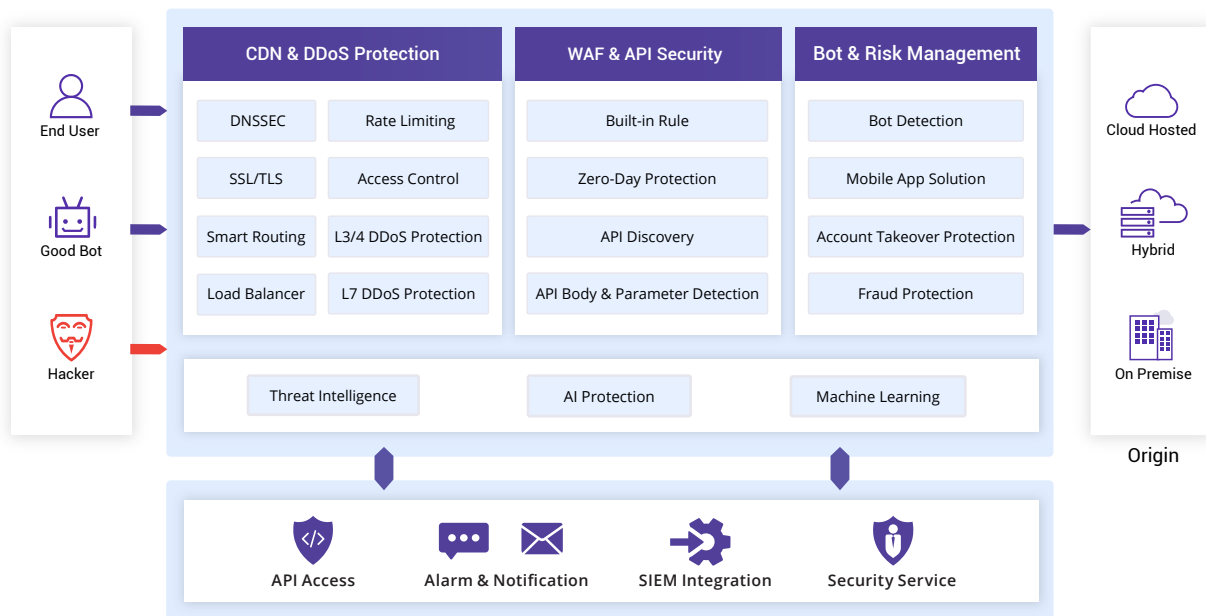 End User
Good Bot
Hacker
CDN & DDoS Protection
DNSSEC
Rate Limiting
SSL/TLS
Access Control
Smart Routing
L3/4 DDoS Protection
Load Balancer
L7 DDoS Protection
WAF & API Security
Built-in Rule
Zero-Day Protection
API Discovery
API Body & Parameter Detection
Bot & Risk Management
Bot Detection
Mobile App Solution
Account Takeover Protection
Fraud Protection
Threat Intelligence
AI Protection
Machine Learning
Cloud Hosted
Hybrid
On Premise
Origin
</>
API Access
Alarm & Notification
SIEM Integration
Security Service